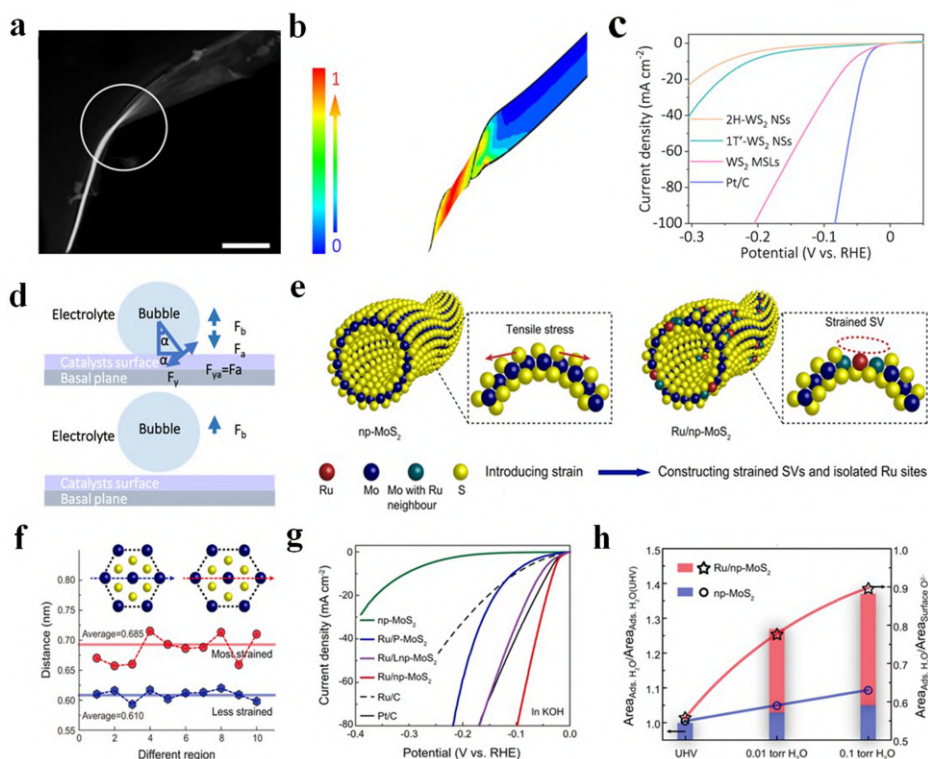 a
b
1
0
c
0
-20
-40
-60
-80
-100
Current density (mA cm⁻²)
2H-WS₂ NSs
1T'-WS₂ NSs
WS₂ MSLs
Pt/C
-0.3
-0.2
-0.1
0
Potential (V vs. RHE)
d
Electrolyte
Bubble
α
α
F_b
F_a
Catalysts surface
F_γ
F_γa=Fa
Basal plane
Electrolyte
Bubble
F_b
Catalysts surface
Basal plane
e
Tensile stress
Strained SV
np-MoS₂
Ru/np-MoS₂
Ru
Mo
Mo with Ru
neighbour
S
Introducing strain
Constructing strained SVs and isolated Ru sites
f
Distance (nm)
0.80
0.75
0.70
0.65
0.60
0.55
Average=0.685
Most strained
Average=0.610
Less strained
0
2
4
6
8
10
Different region
g
Current density (mA cm⁻²)
0
-20
-40
-60
-80
np-MoS₂
Ru/P-MoS₂
Ru/Lnp-MoS₂
Ru/np-MoS₂
Ru/C
Pt/C
In KOH
-0.4
-0.3
-0.2
-0.1
0.0
Potential (V vs. RHE)
h
Area_Ads. H₂O/Area_Ads. H₂O(UHV)
1.5
1.4
1.3
1.2
1.1
1.0
Ru/np-MoS₂
np-MoS₂
1.0
0.9
0.8
0.7
0.6
0.5
Area_Ads. H₂O/Area_Surface O²⁻
UHV
0.01 torr H₂O
0.1 torr H₂O